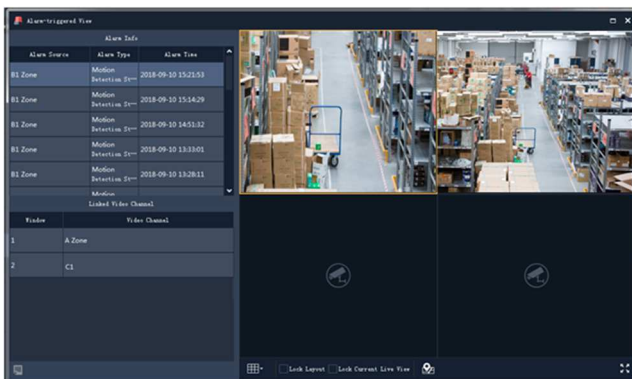 Alarm-triggered View
Alarm Info
Alarm Source Alarm Type Alarm Time
B1 Zone Motion Detection St··· 2018-09-10 15:21:53
B1 Zone Motion Detection St··· 2018-09-10 15:14:29
B1 Zone Motion Detection St··· 2018-09-10 14:51:32
B1 Zone Motion Detection St··· 2018-09-10 13:33:01
B1 Zone Motion Detection St··· 2018-09-10 13:28:11
Motion
Linked Video Channel
Window Video Channel
1 A Zone
2 C1
Lock Layout Lock Current Live View